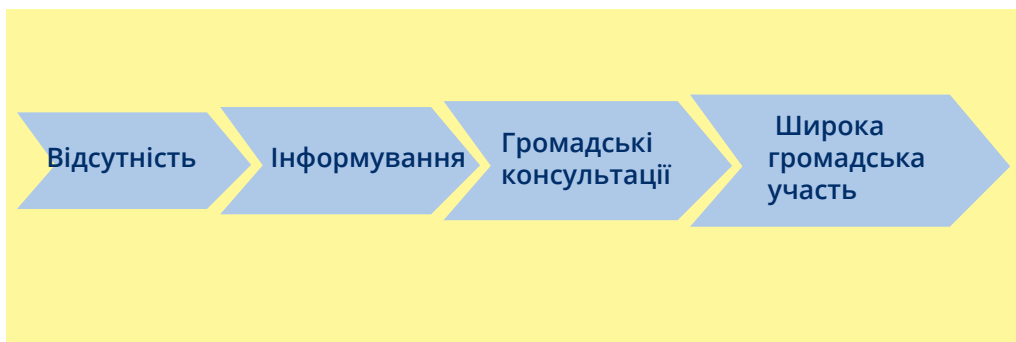 Відсутність
Інформування
Громадські
консультації
Широка
громадська
участь